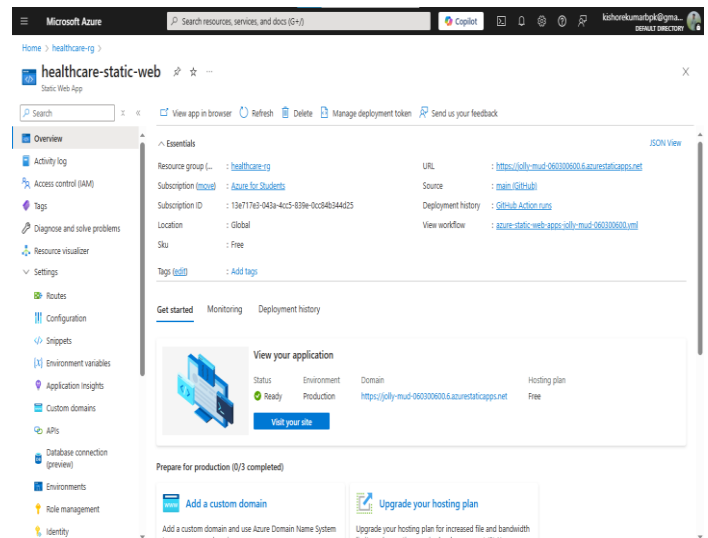 Microsoft Azure
Search resources, services, and docs (G+/)
Copilot
kishorekumarbpk@gma...
DEFAULT DIRECTORY
Home > healthcare-rg >
healthcare-static-web
Static Web App
Search
View app in browser Refresh Delete Manage deployment token Send us your feedback
Overview
Activity log
Access control (IAM)
Tags
Diagnose and solve problems
Resource visualizer
Settings
Routes
Configuration
Snippets
Environment variables
Application Insights
Custom domains
APIs
Database connection
(preview)
Environments
Role management
Identity
Essentials
JSON View
Resource group (... : healthcare-rg
Subscription (move) : Azure for Students
Subscription ID : 13e717e3-043a-4cc5-839e-0cc84b344d25
Location : Global
Sku : Free
URL : https://jolly-mud-060300600.6.azurestaticapps.net
Source : main (GitHub)
Deployment history : GitHub Action runs
View workflow : azure-static-web-apps-jolly-mud-060300600.yml
Tags (edit) : Add tags
Get started Monitoring Deployment history
View your application
Status Environment Domain Hosting plan
Ready Production https://jolly-mud-060300600.6.azurestaticapps.net Free
Visit your site
Prepare for production (0/3 completed)
Add a custom domain
Add a custom domain and use Azure Domain Name System
Upgrade your hosting plan
Upgrade your hosting plan for increased file and bandwidth